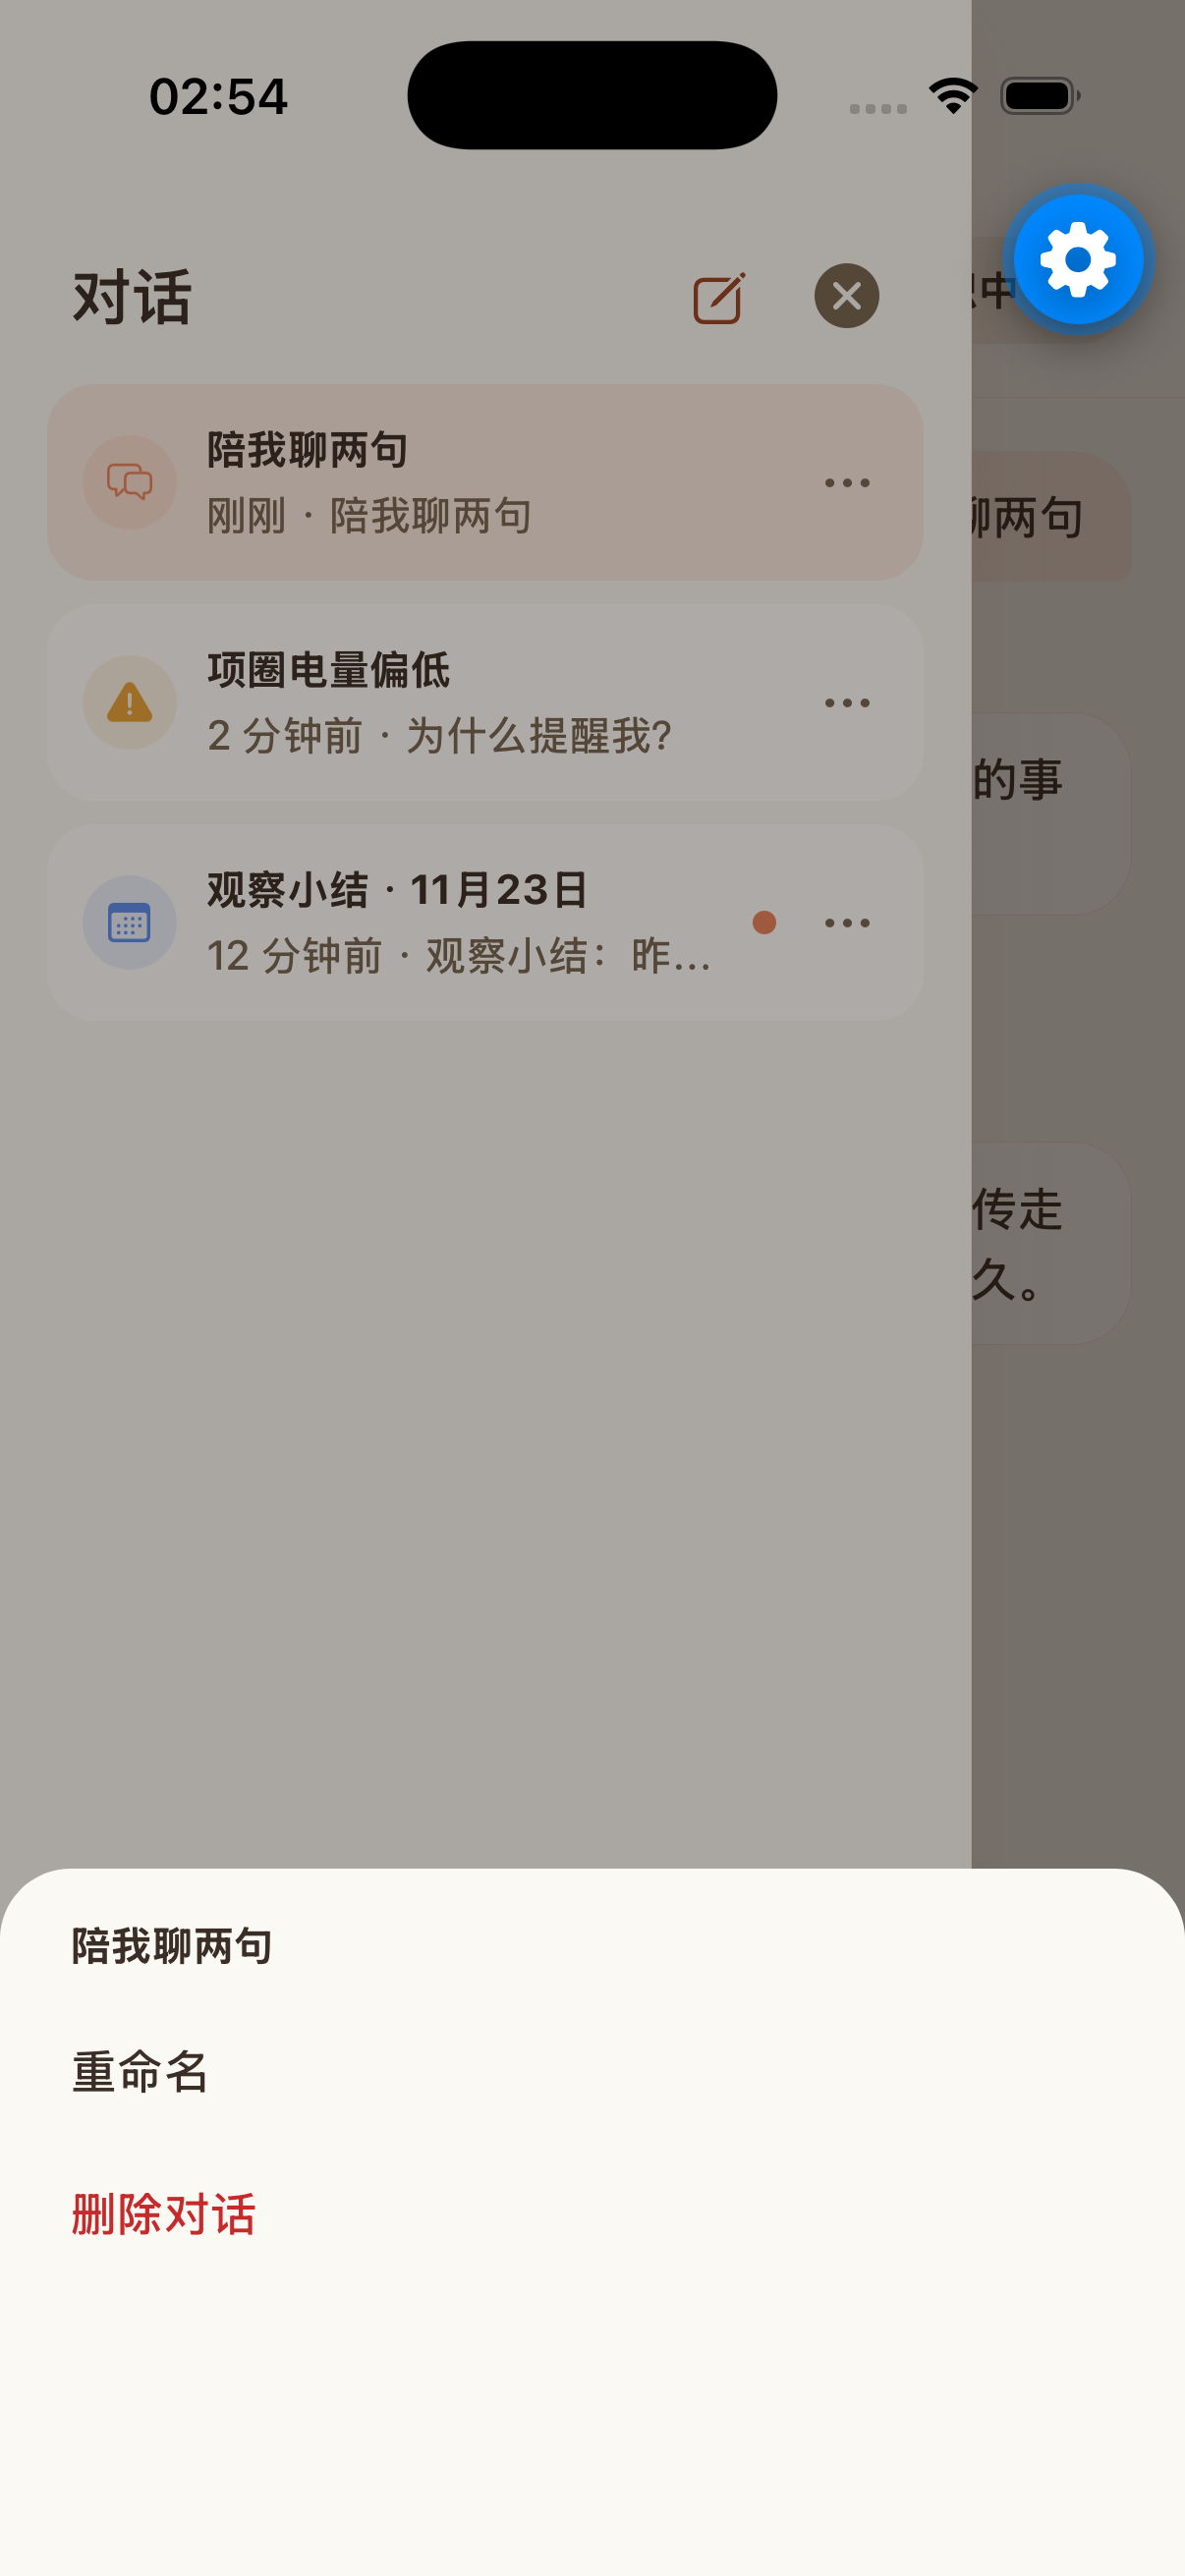 02:54
对话
中
陪我聊两句
刚刚 · 陪我聊两句
聊两句
项圈电量偏低
2 分钟前 · 为什么提醒我?
的事
观察小结 · 11月23日
12 分钟前 · 观察小结：昨...
传走
久。
陪我聊两句
重命名
删除对话